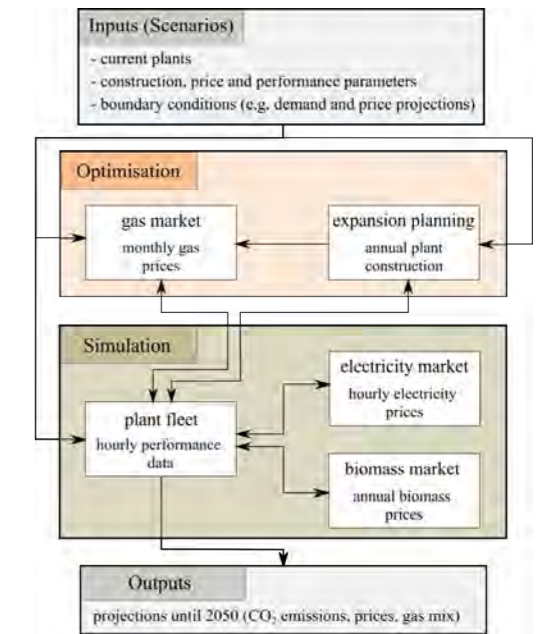 Inputs (Scenarios)
- current plants
- construction, price and performance parameters
- boundary conditions (e.g. demand and price projections)
Optimisation
gas market
monthly gas
prices
expansion planning
annual plant
construction
Simulation
plant fleet
hourly performance
data
electricity market
hourly electricity
prices
biomass market
annual biomass
prices
Outputs
projections until 2050 (CO₂ emissions, prices, gas mix)